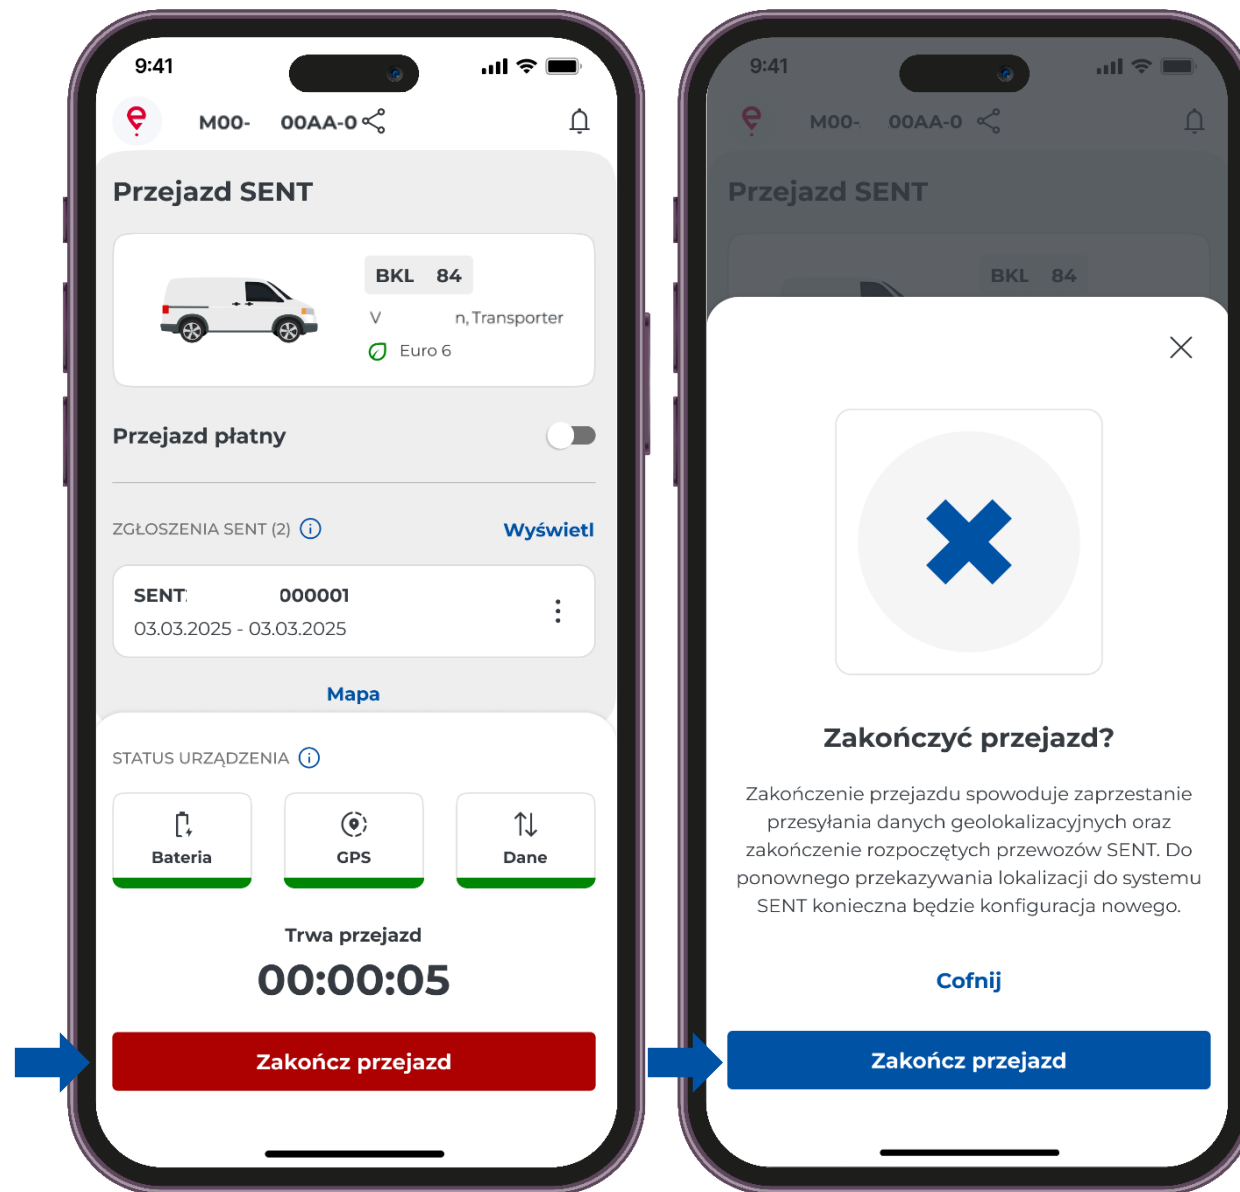 9:41
M00- 00AA-0
Przejazd SENT
BKL 84
V n, Transporter
Euro 6
Przejazd płatny
ZGŁOSZENIA SENT (2)
Wyświetl
SENT 000001
03.03.2025 - 03.03.2025
Mapa
STATUS URZĄDZENIA
Bateria
GPS
Dane
Trwa przejazd
00:00:05
Zakończ przejazd
9:41
M00- 00AA-0
Przejazd SENT
BKL 84
Zakończyć przejazd?
Zakończenie przejazdu spowoduje zaprzestanie
przesyłania danych geolokalizacyjnych oraz
zakończenie rozpoczętych przewozów SENT. Do
ponownego przekazywania lokalizacji do systemu
SENT konieczna będzie konfiguracja nowego.
Cofnij
Zakończ przejazd